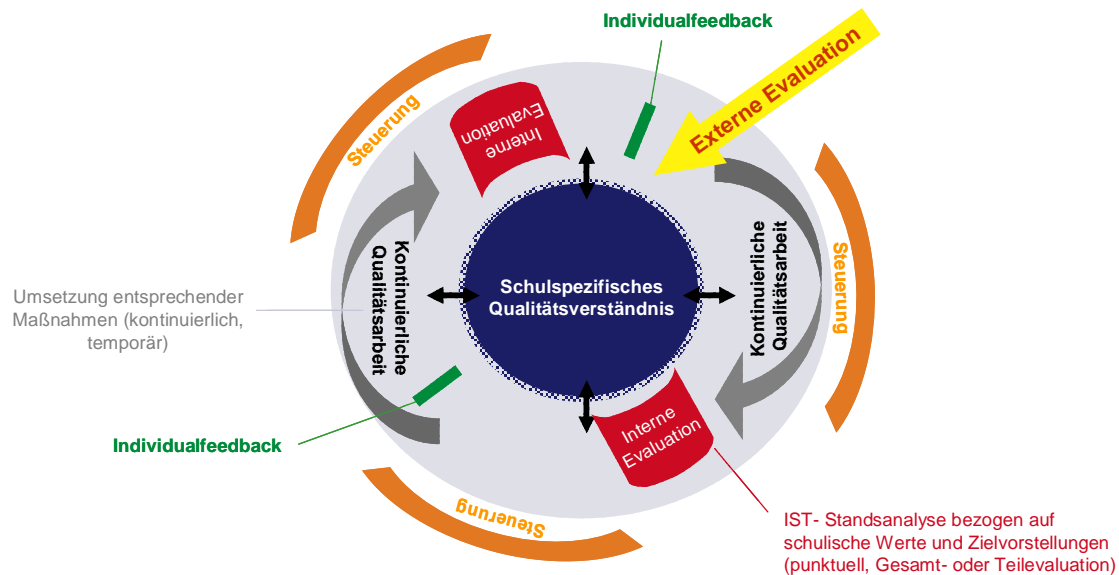 Individualfeedback
Externe Evaluation
Steuerung
Interne
Evaluation
Kontinuierliche
Qualitätsarbeit
Schulspezifisches
Qualitätsverständnis
Kontinuierliche
Qualitätsarbeit
Steuerung
Umsetzung entsprechender
Maßnahmen (kontinuierlich,
temporär)
Individualfeedback
Interne
Evaluation
Steuerung
IST- Standsanalyse bezogen auf
schulische Werte und Zielvorstellungen
(punktuell, Gesamt- oder Teilevaluation)